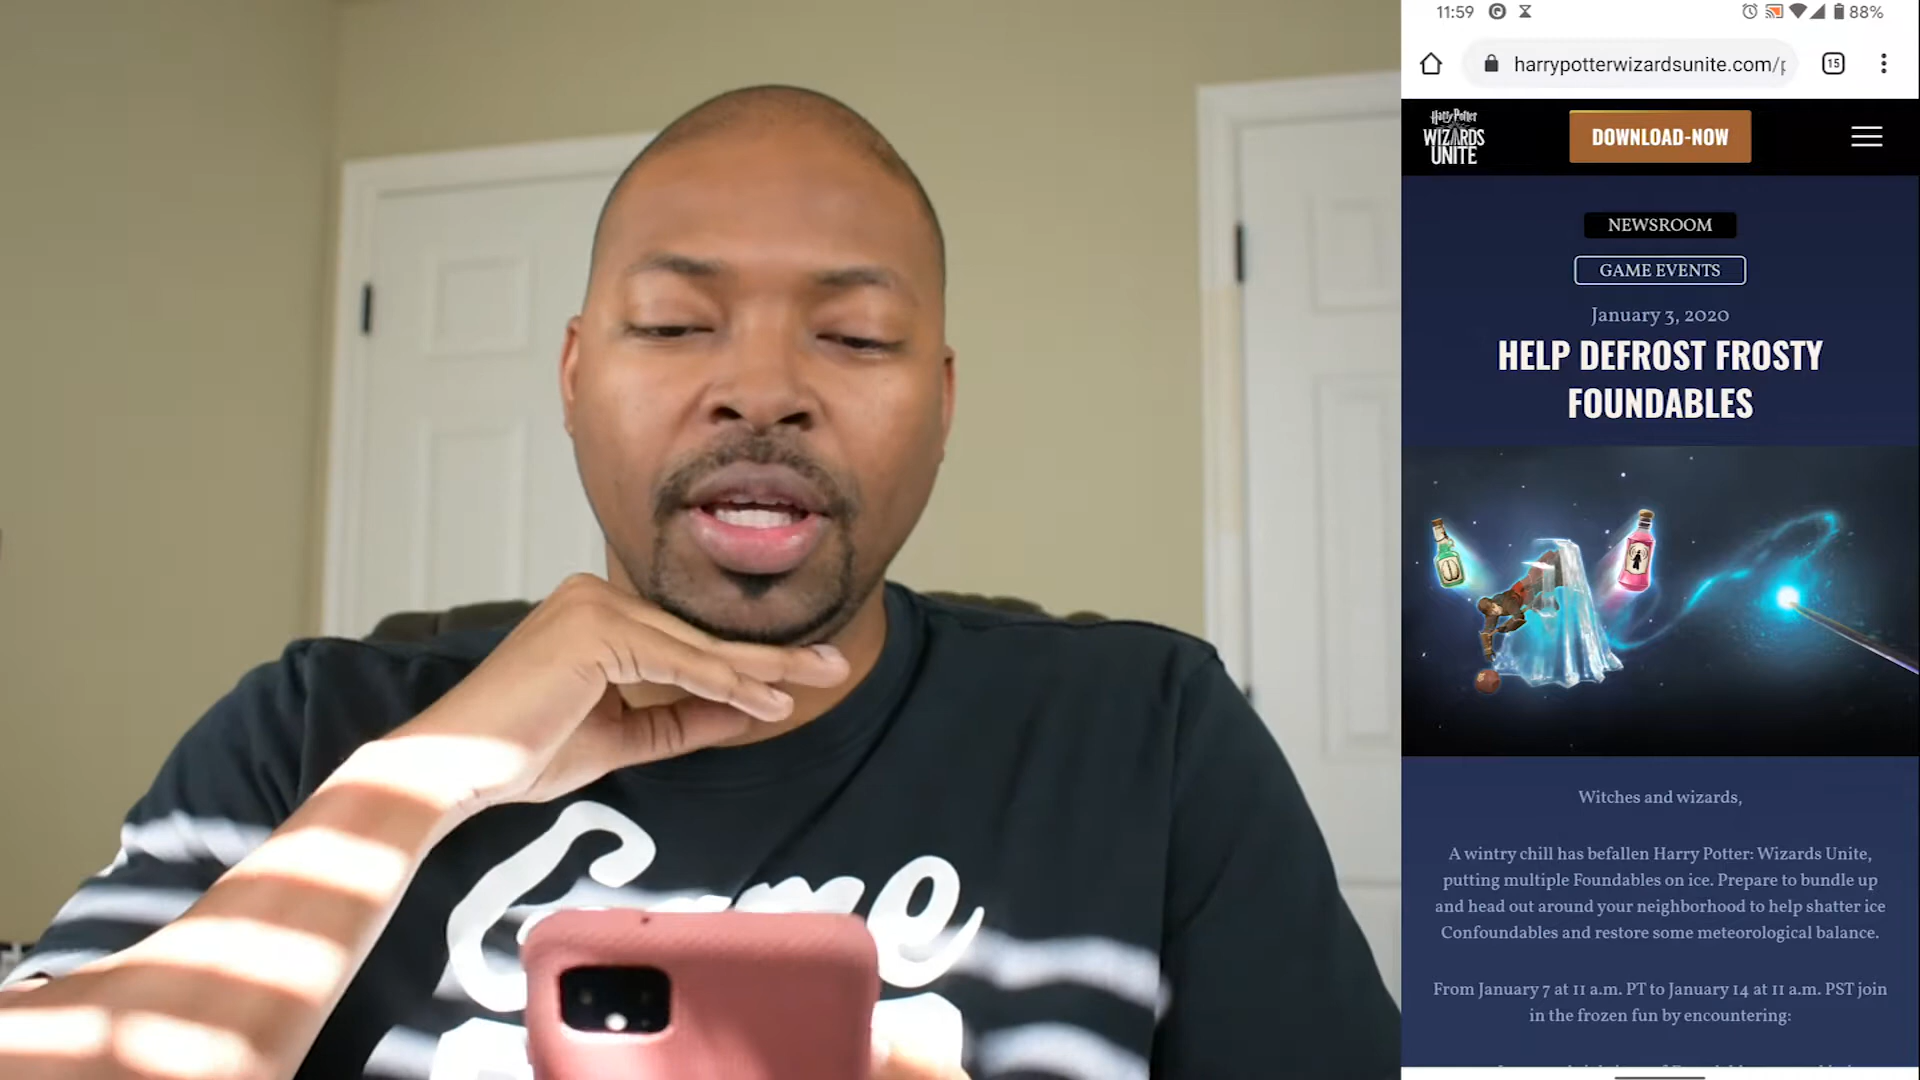 11:59
88%
harrypotterwizardsunite.com/p
15
Harry Potter
WIZARDS
UNITE
DOWNLOAD-NOW
NEWSROOM
GAME EVENTS
January 3, 2020
HELP DEFROST FROSTY
FOUNDABLES
Witches and wizards,
A wintry chill has befallen Harry Potter: Wizards Unite,
putting multiple Foundables on ice. Prepare to bundle up
and head out around your neighborhood to help shatter ice
Confoundables and restore some meteorological balance.
From January 7 at 11 a.m. PT to January 14 at 11 a.m. PST join
in the frozen fun by encountering:
Game